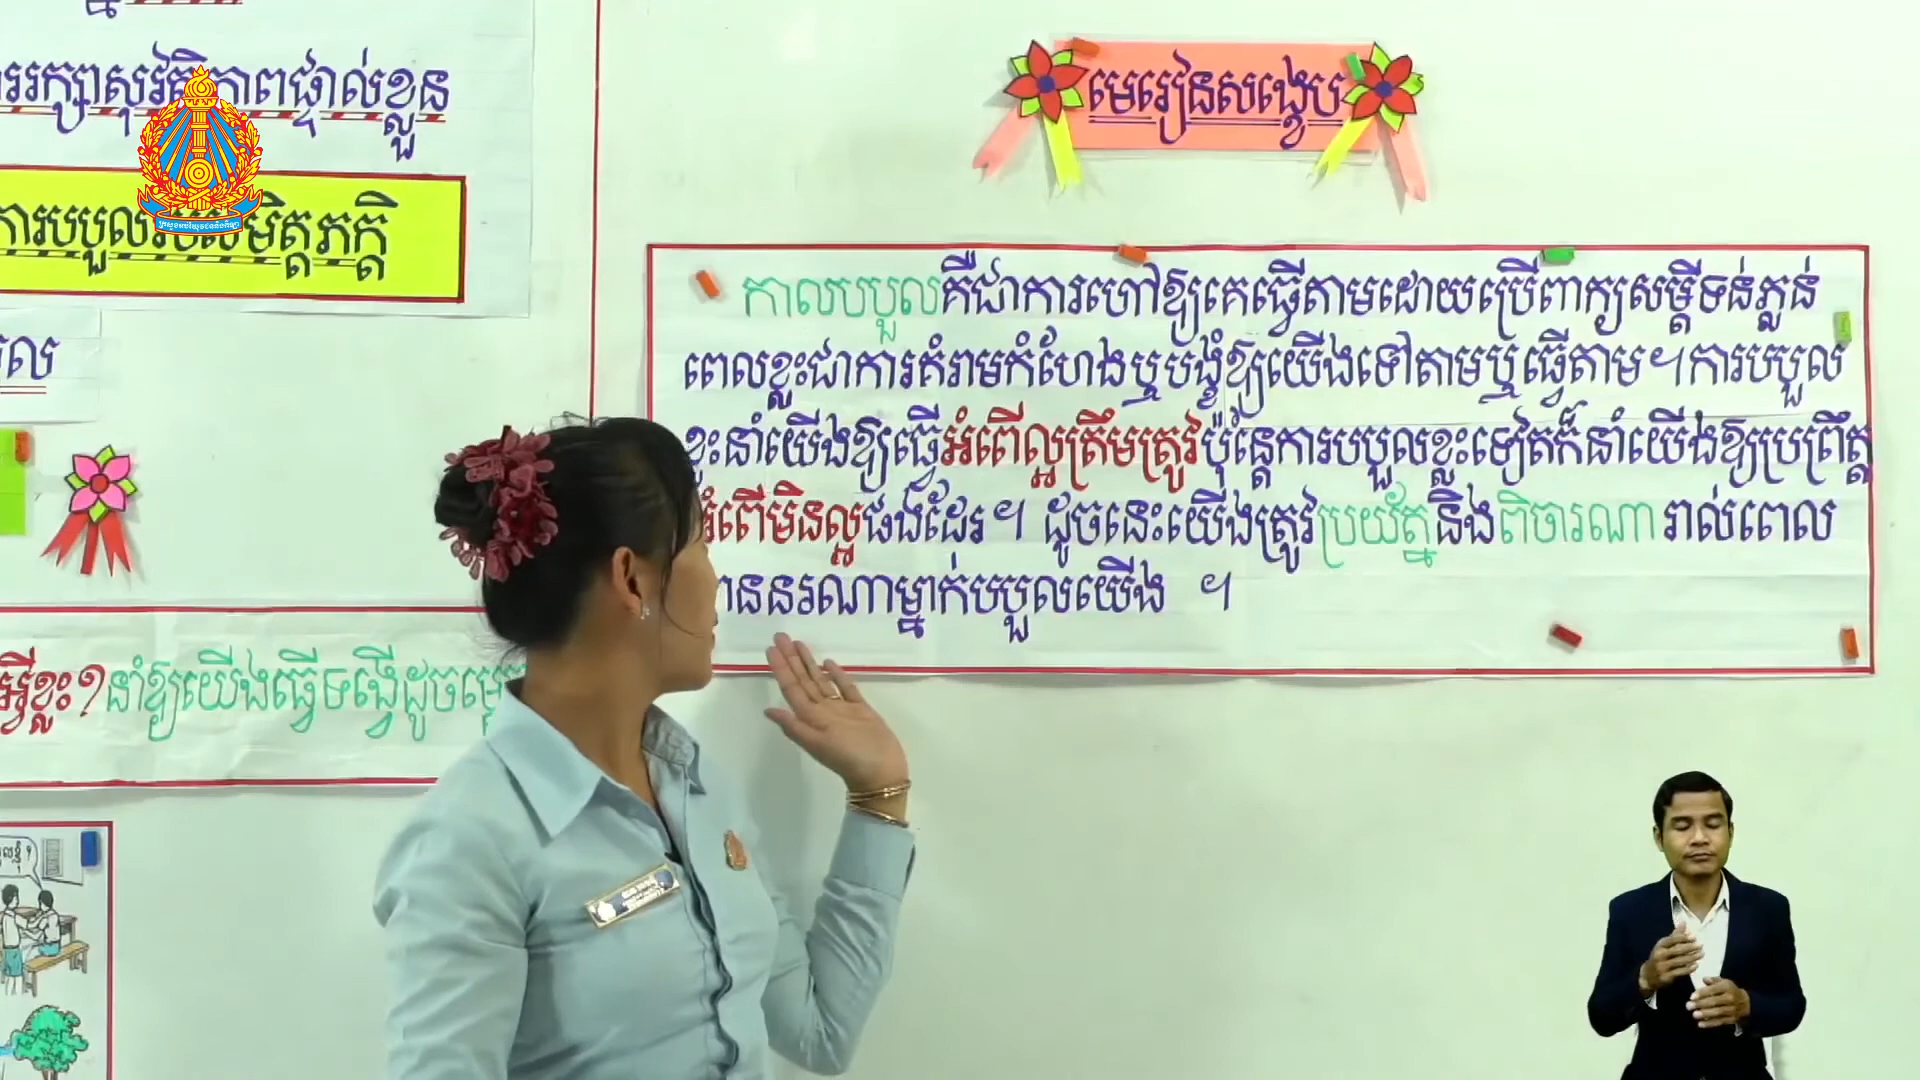 រក្សាសុវត្ថិភាពផ្ទាល់ខ្លួន
ការបបួលរបស់មិត្តភក្តិ
អ្វីខ្លះ?នាំឱ្យយើងធ្វើទង្វើដូច
មេរៀនសង្ខេប
ការបបួលគឺជាការហៅឱ្យគេធ្វើតាមដោយប្រើពាក្យសម្តីទន់ភ្លន់
ពេលខ្លះជាការគំរាមកំហែងឬបង្ខំឱ្យយើងទៅតាមឬធ្វើតាម។ការបបួល
ខ្លះនាំយើងឱ្យធ្វើអំពើល្អត្រឹមត្រូវប៉ុន្តែការបបួលខ្លះទៀតក៏នាំយើងឱ្យប្រព្រឹត្ត
អំពើមិនល្អផងដែរ។ ដូចនេះយើងត្រូវប្រយ័ត្ននិងពិចារណារាល់ពេល
មាននរណាម្នាក់បបួលយើង ។